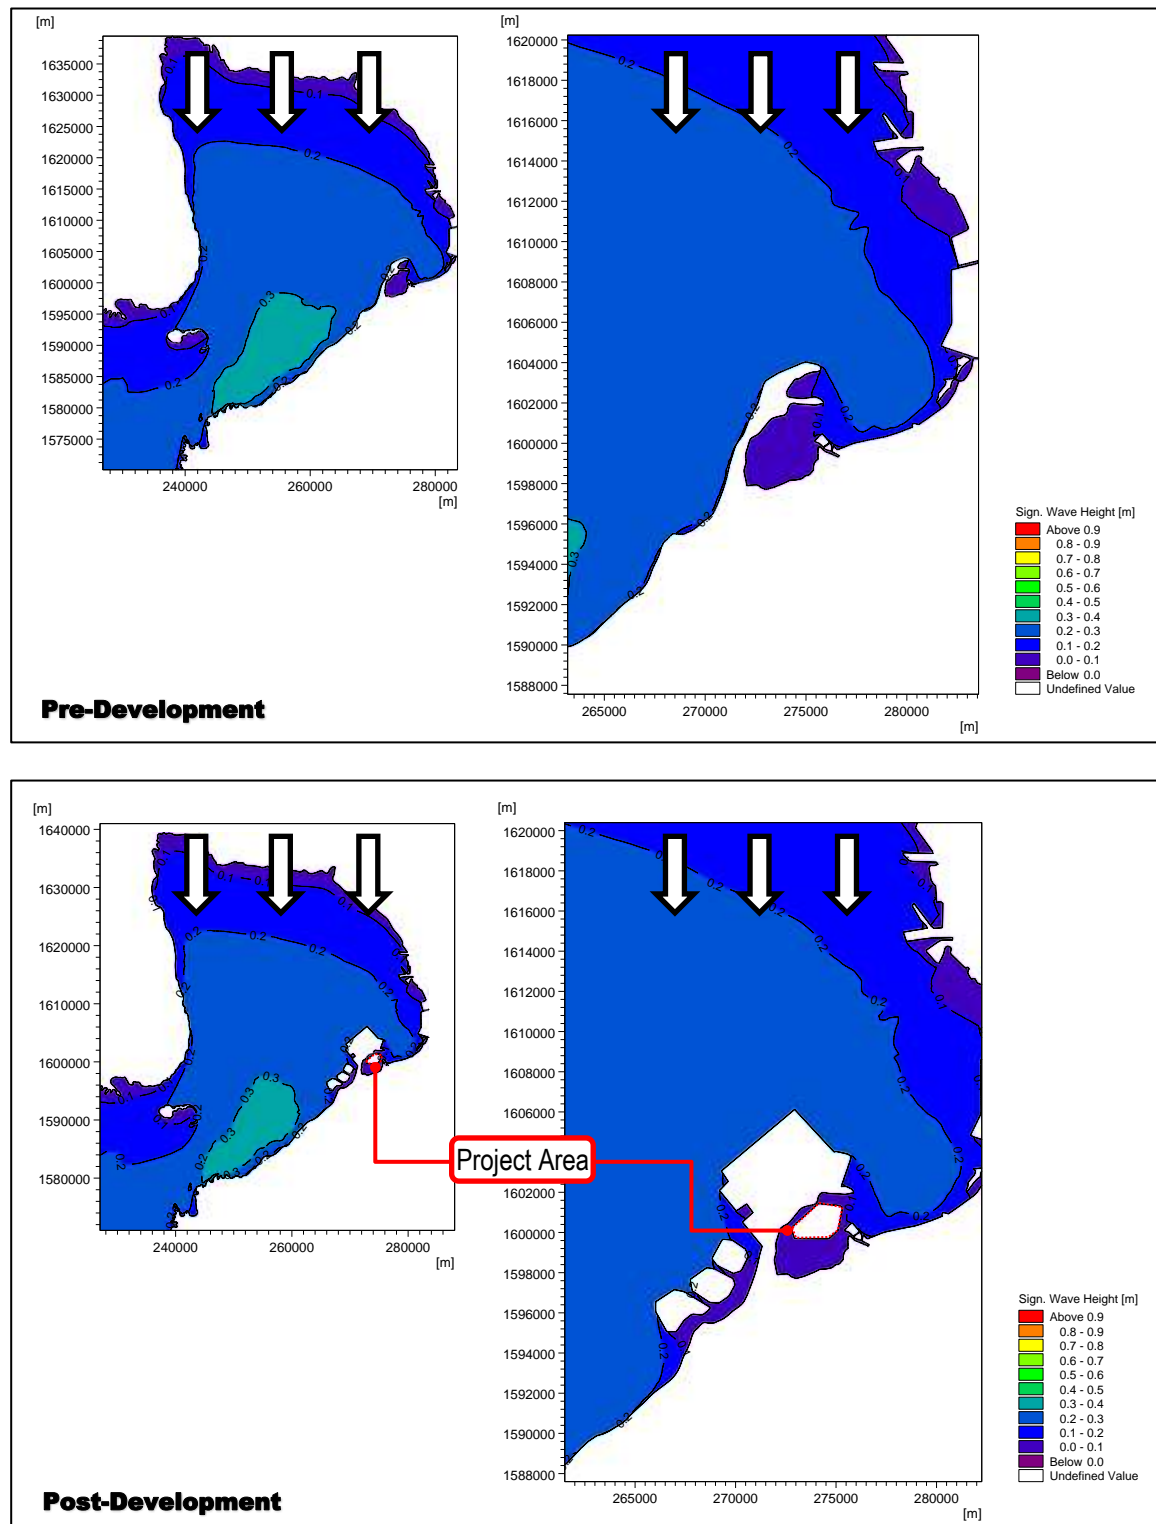 [m]
[m]
1635000
1630000
1625000
1620000
1615000
1610000
1605000
1600000
1595000
1590000
1585000
1580000
1575000
240000
260000
280000
[m]
1620000
1618000
1616000
1614000
1612000
1610000
1608000
1606000
1604000
1602000
1600000
1598000
1596000
1594000
1592000
1590000
1588000
265000
270000
275000
280000
[m]
Sign. Wave Height [m]
Above 0.9
0.8 - 0.9
0.7 - 0.8
0.6 - 0.7
0.5 - 0.6
0.4 - 0.5
0.3 - 0.4
0.2 - 0.3
0.1 - 0.2
0.0 - 0.1
Below 0.0
Undefined Value
Pre-Development
[m]
[m]
1640000
1630000
1620000
1610000
1600000
1590000
1580000
240000
260000
280000
[m]
Project Area
1620000
1618000
1616000
1614000
1612000
1610000
1608000
1606000
1602000
1600000
1598000
1596000
1594000
1592000
1590000
1588000
265000
270000
275000
280000
[m]
Sign. Wave Height [m]
Above 0.9
0.8 - 0.9
0.7 - 0.8
0.6 - 0.7
0.5 - 0.6
0.4 - 0.5
0.3 - 0.4
0.2 - 0.3
0.1 - 0.2
0.0 - 0.1
Below 0.0
Undefined Value
Post-Development